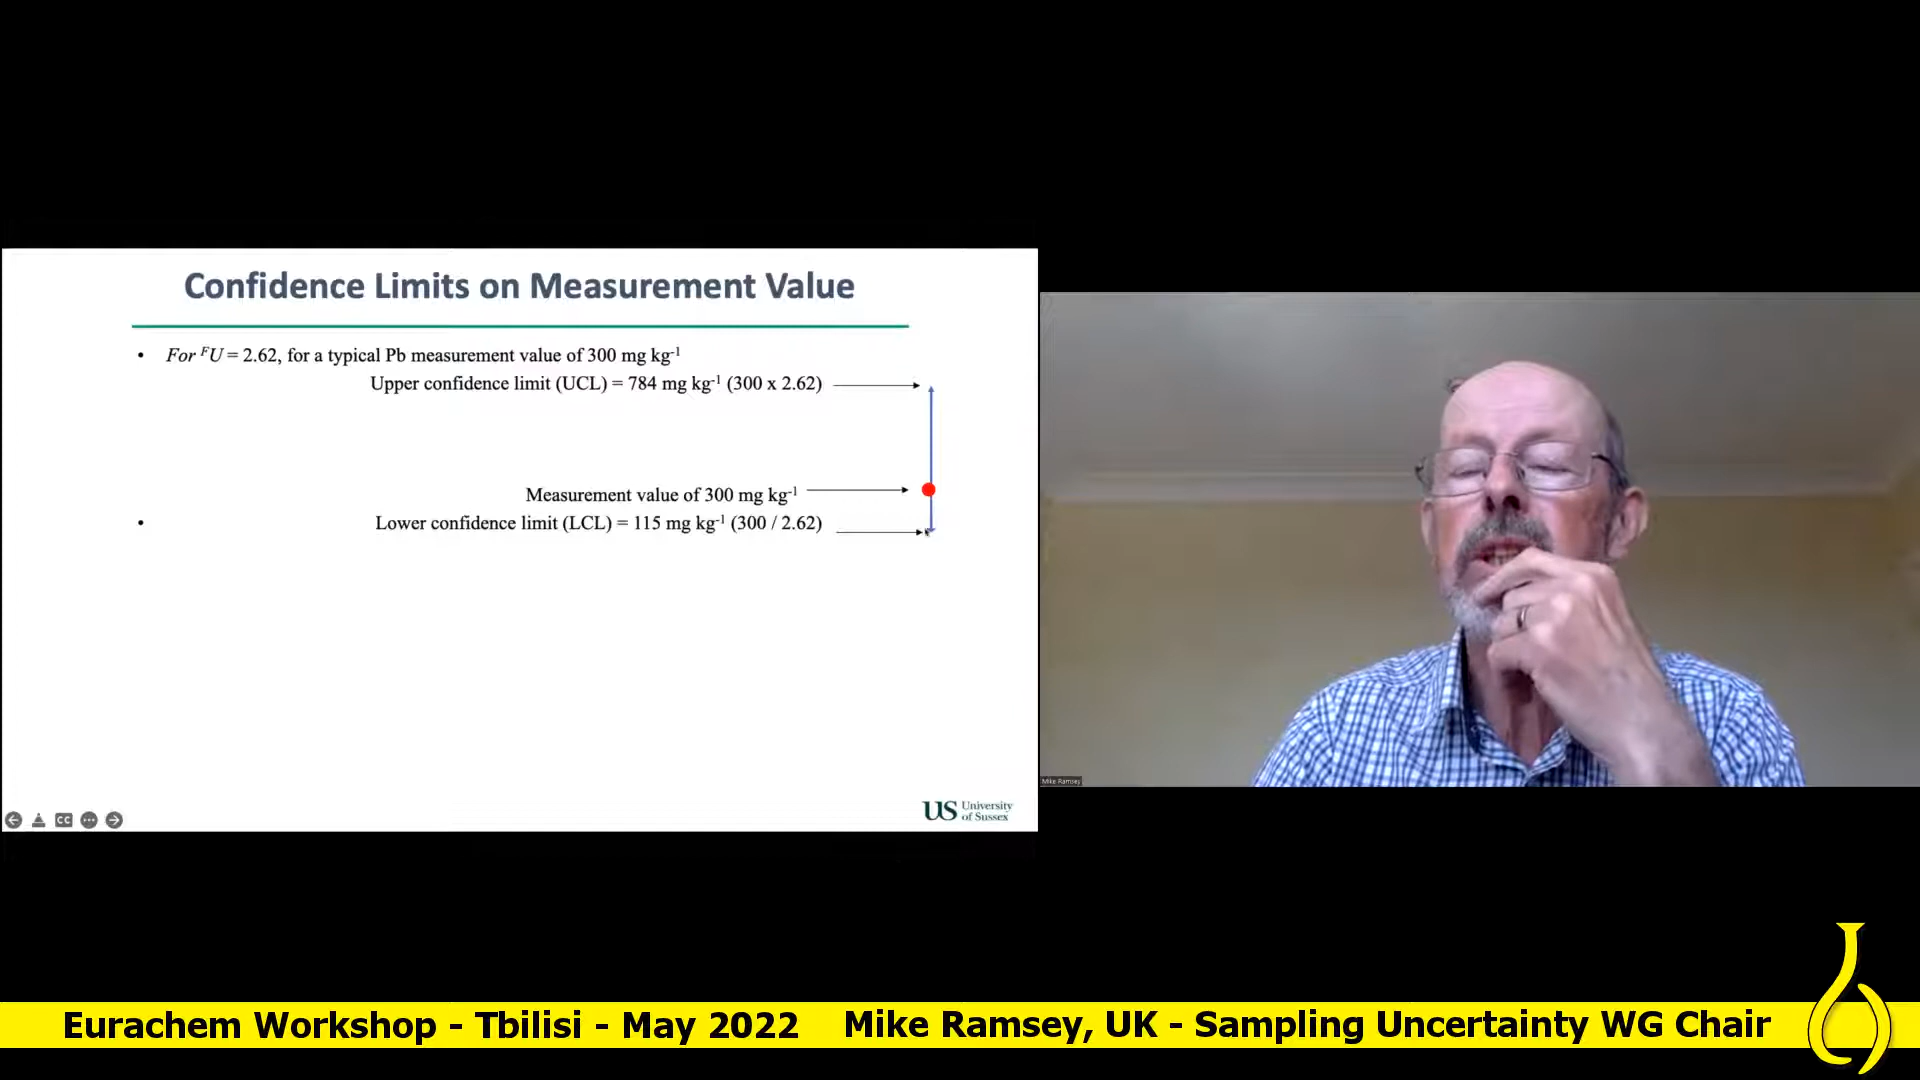 Confidence Limits on Measurement Value
• For ᶠU = 2.62, for a typical Pb measurement value of 300 mg kg⁻¹
Upper confidence limit (UCL) = 784 mg kg⁻¹ (300 x 2.62)
Measurement value of 300 mg kg⁻¹
• Lower confidence limit (LCL) = 115 mg kg⁻¹ (300 / 2.62)
CC
US University
of Sussex
Mike Ramsey
Eurachem Workshop - Tbilisi - May 2022 Mike Ramsey, UK - Sampling Uncertainty WG Chair